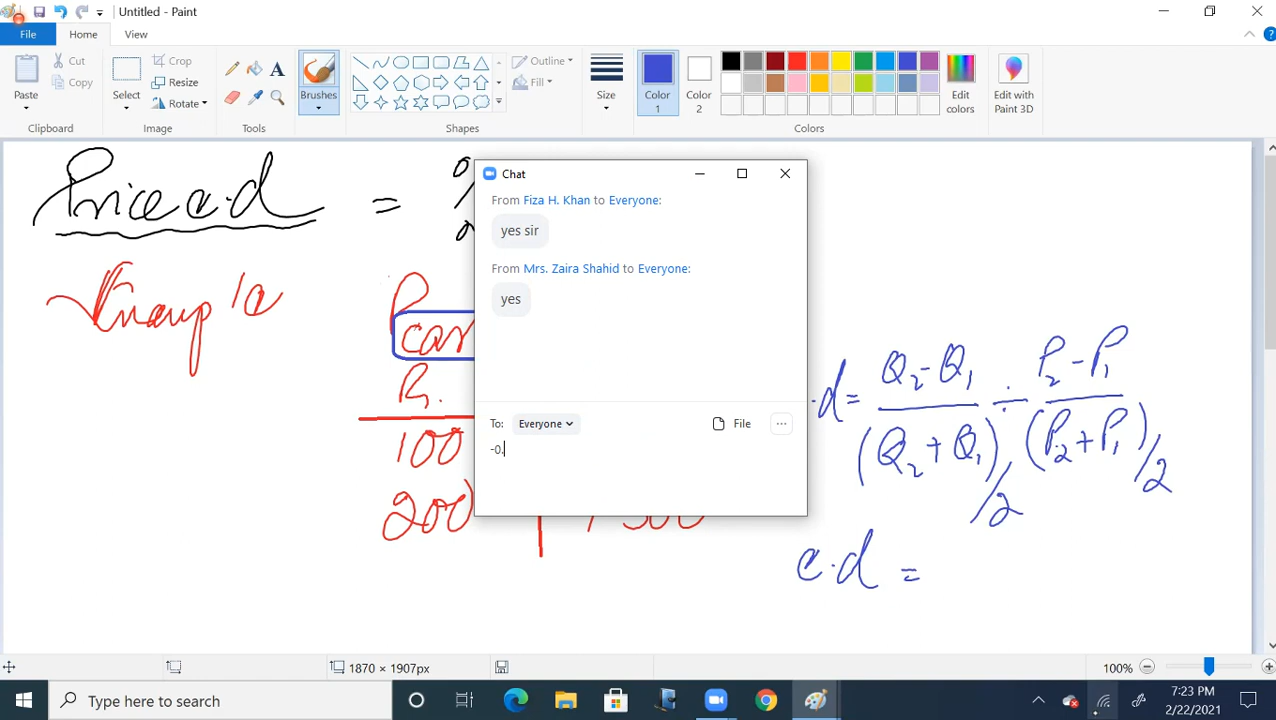 Untitled - Paint
File Home View
Paste
Cut
Copy
Clipboard
Select
Crop
Resize
Rotate
Image
Tools
Brushes
Outline
Fill
Shapes
Size
Color 1
Color 2
Edit colors
Edit with Paint 3D
Colors
Price e.d =
Example
P
car
100
200
Chat
From Fiza H. Khan to Everyone:
yes sir
From Mrs. Zaira Shahid to Everyone:
yes
To: Everyone File ...
-0.
.d = Q2-Q1 ÷ P2-P1
(Q2+Q1)/2 (P2+P1)/2
e.d =
1870 × 1907px
100%
Type here to search
7:23 PM
2/22/2021